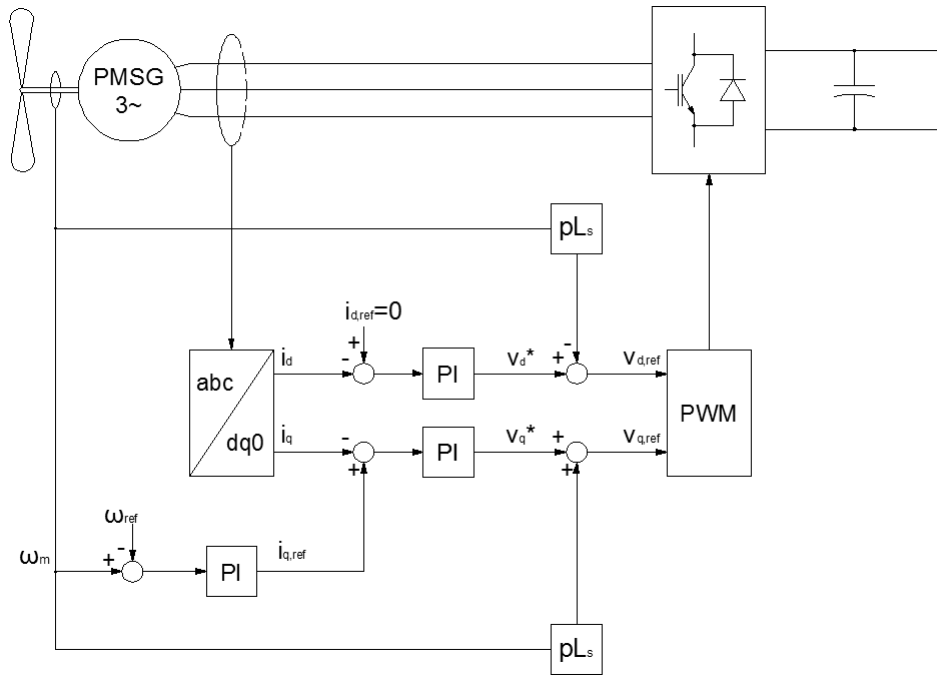 PMSG
3~
pLs
id,ref=0
+
-
-
id
PI
vd*
+
vd,ref
abc
dq0
PWM
iq
-
+
PI
vq*
+
+
vq,ref
ωref
-
ωm
+
PI
iq,ref
pLs